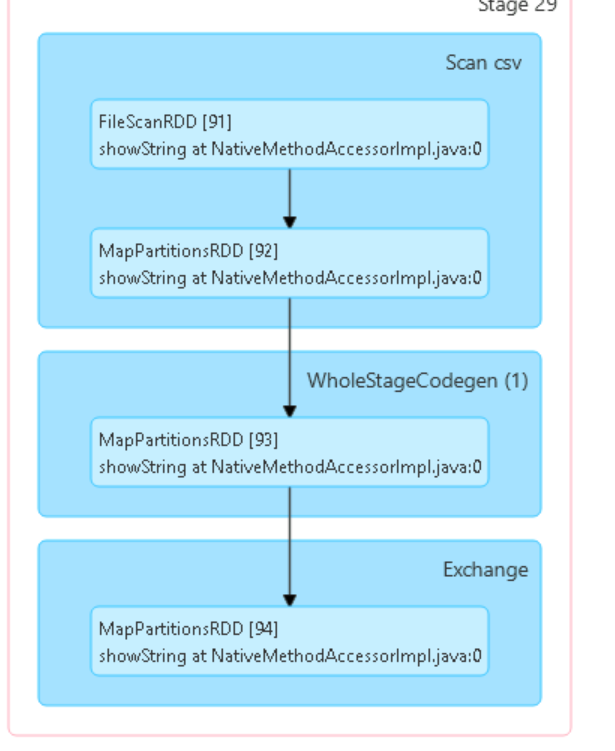 Stage 29
Scan csv
FileScanRDD [91]
showString at NativeMethodAccessorImpl.java:0
MapPartitionsRDD [92]
showString at NativeMethodAccessorImpl.java:0
WholeStageCodegen (1)
MapPartitionsRDD [93]
showString at NativeMethodAccessorImpl.java:0
Exchange
MapPartitionsRDD [94]
showString at NativeMethodAccessorImpl.java:0